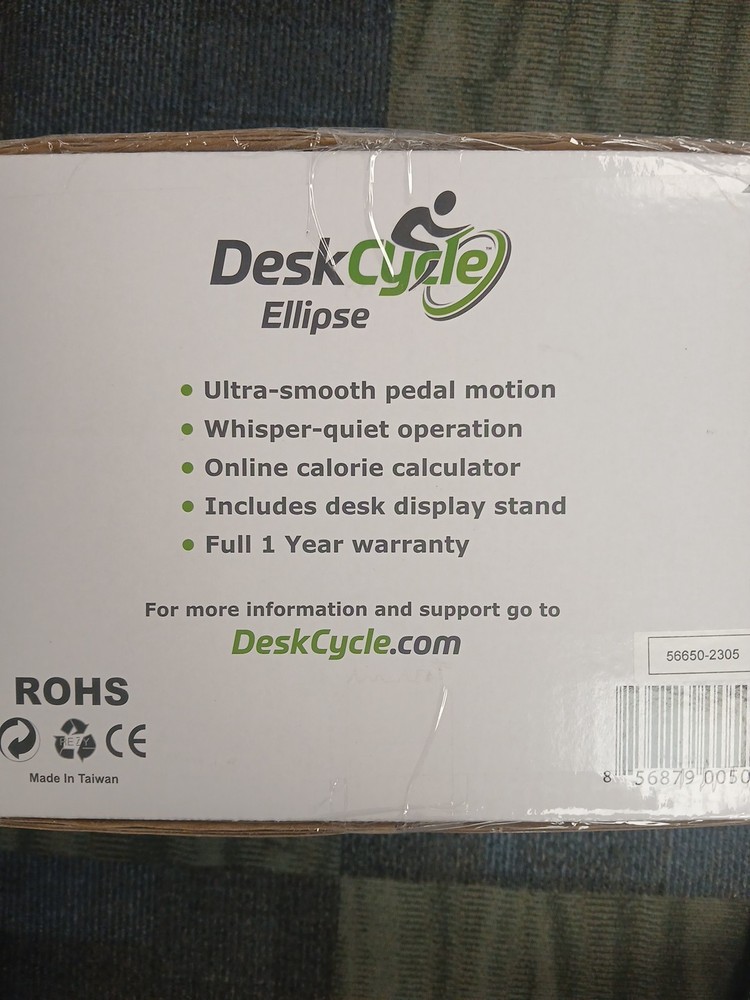 DeskCycle™
Ellipse
• Ultra-smooth pedal motion
• Whisper-quiet operation
• Online calorie calculator
• Includes desk display stand
• Full 1 Year warranty
For more information and support go to
DeskCycle.com
56650-2305
ROHS
REZY CE
Made In Taiwan
8 56879 0050